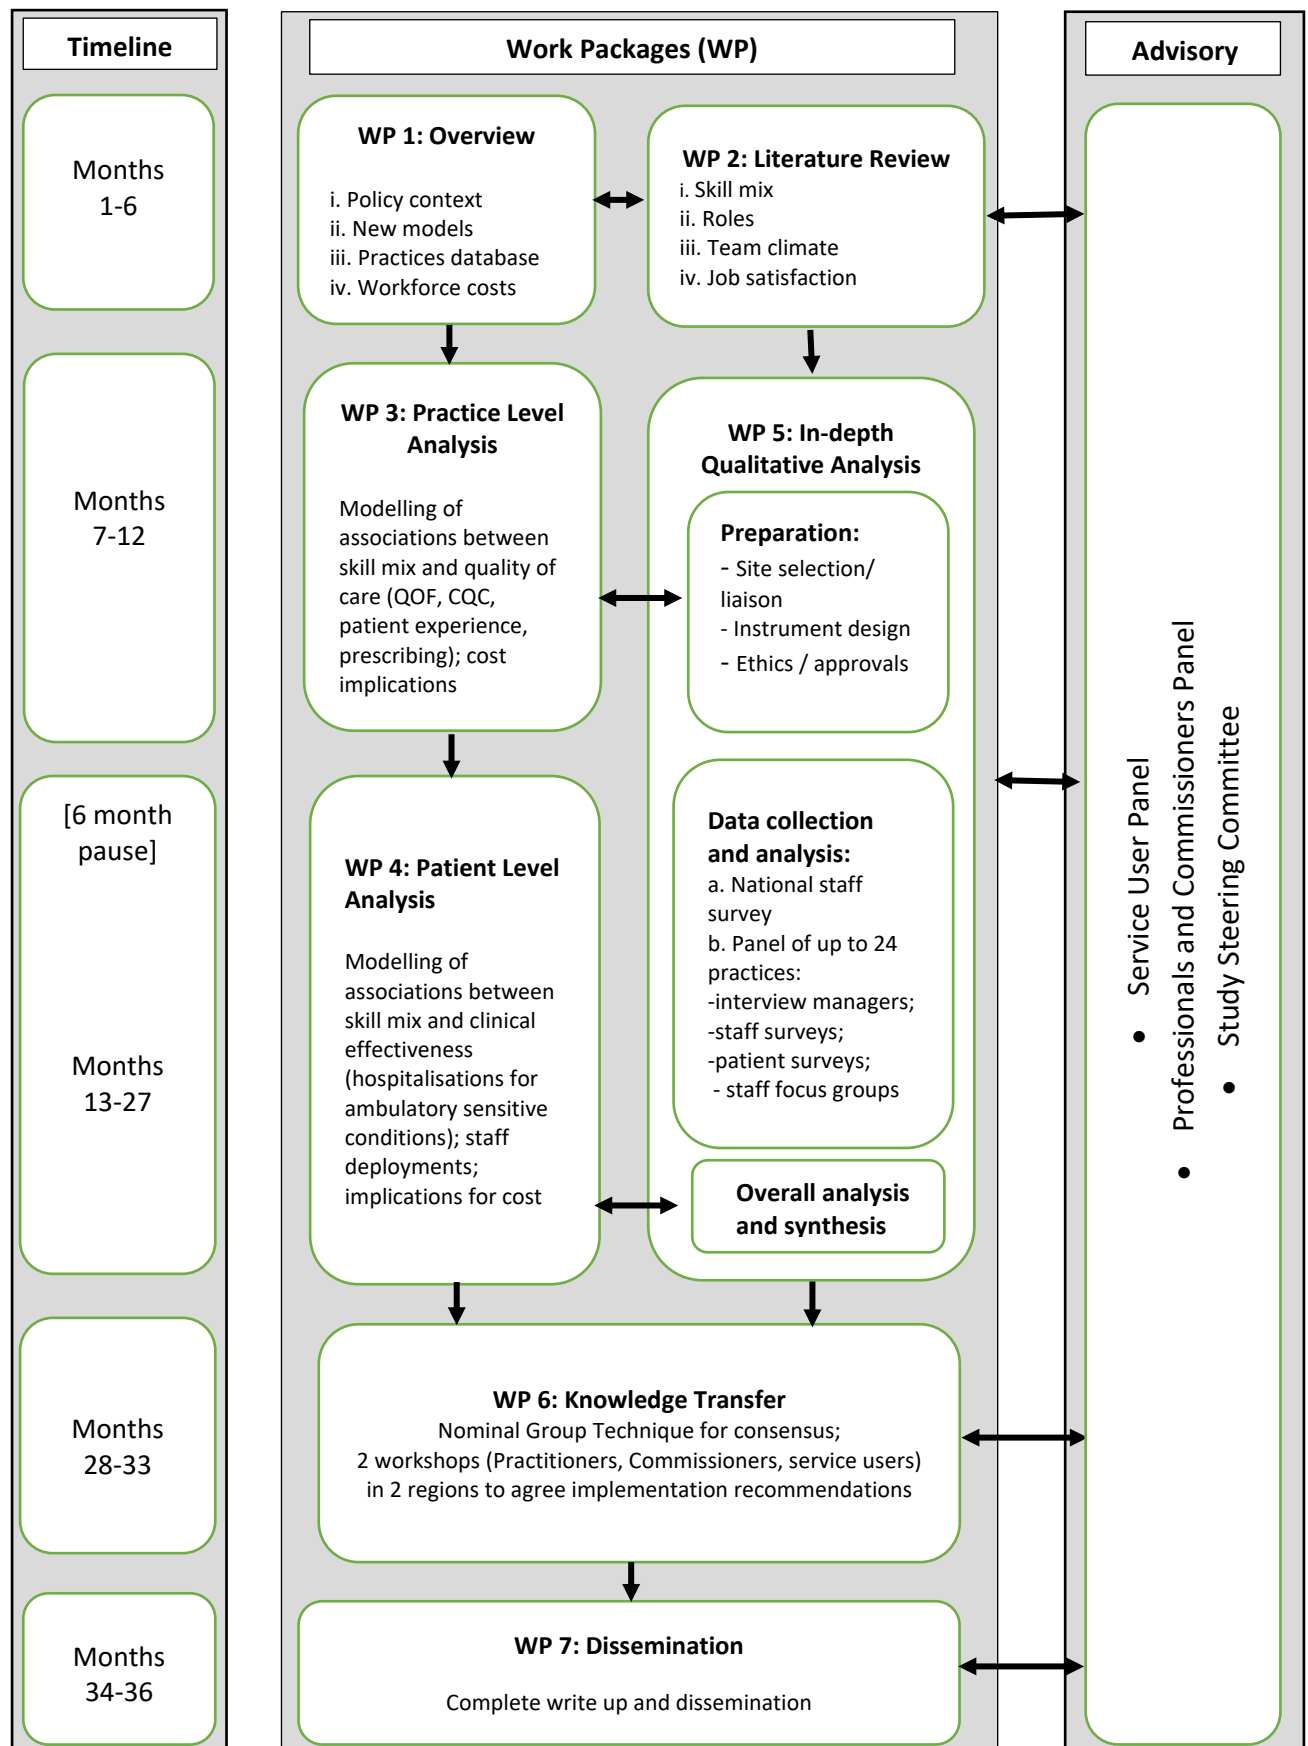 Timeline
Work Packages (WP)
Advisory
Months
1-6
WP 1: Overview
i. Policy context
ii. New models
iii. Practices database
iv. Workforce costs
WP 2: Literature Review
i. Skill mix
ii. Roles
iii. Team climate
iv. Job satisfaction
Months
7-12
WP 3: Practice Level
Analysis
Modelling of
associations between
skill mix and quality of
care (QOF, CQC,
patient experience,
prescribing); cost
implications
WP 5: In-depth
Qualitative Analysis
Preparation:
- Site selection/
liaison
- Instrument design
- Ethics / approvals
[6 month
pause]
Months
13-27
WP 4: Patient Level
Analysis
Modelling of
associations between
skill mix and clinical
effectiveness
(hospitalisations for
ambulatory sensitive
conditions); staff
deployments;
implications for cost
Data collection
and analysis:
a. National staff
survey
b. Panel of up to 24
practices:
-interview managers;
-staff surveys;
-patient surveys;
- staff focus groups
Overall analysis
and synthesis
Months
28-33
WP 6: Knowledge Transfer
Nominal Group Technique for consensus;
2 workshops (Practitioners, Commissioners, service users)
in 2 regions to agree implementation recommendations
Months
34-36
WP 7: Dissemination
Complete write up and dissemination
• Service User Panel
• Professionals and Commissioners Panel
• Study Steering Committee